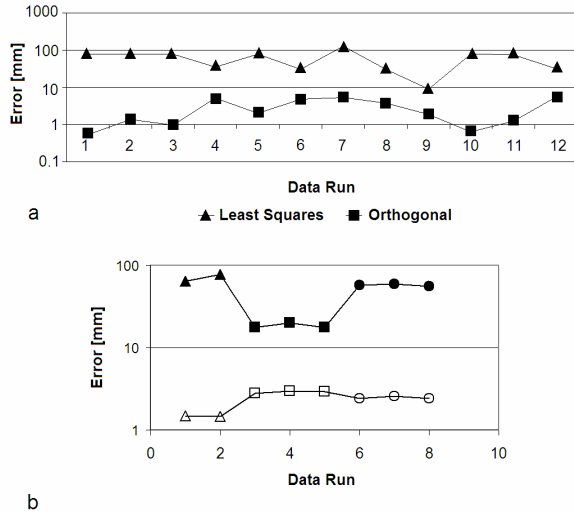 1000
100
10
1
0.1
Error [mm]
1 2 3 4 5 6 7 8 9 10 11 12
Data Run
a
Least Squares Orthogonal
100
10
1
Error [mm]
0 2 4 6 8 10
Data Run
b